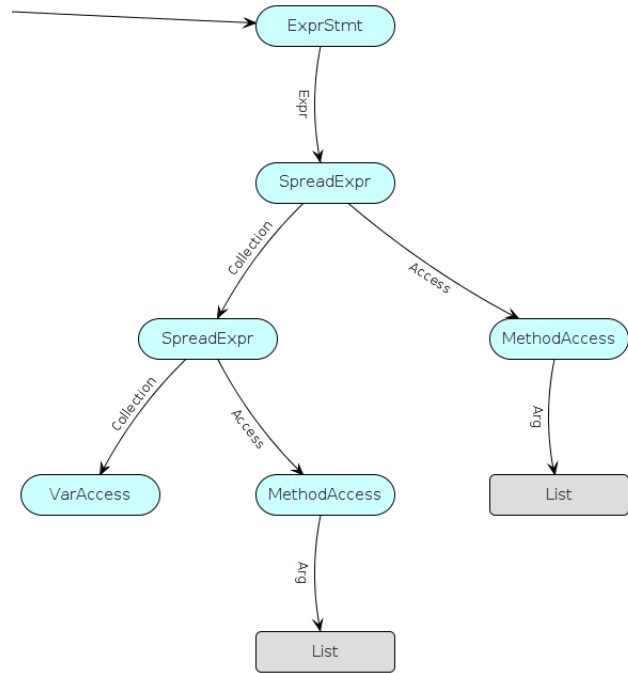 ExprStmt
Expr
SpreadExpr
Collection
Access
SpreadExpr
MethodAccess
Collection
Access
Arg
VarAccess
MethodAccess
List
Arg
List